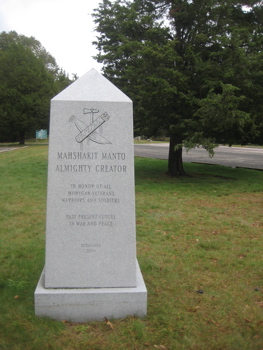 MAHSHAKIT MANTO
ALMIGHTY CREATOR
IN HONOR OF ALL
MOHEGAN VETERANS,
WARRIORS AND SOLDIERS
PAST PRESENT FUTURE
IN WAR AND PEACE